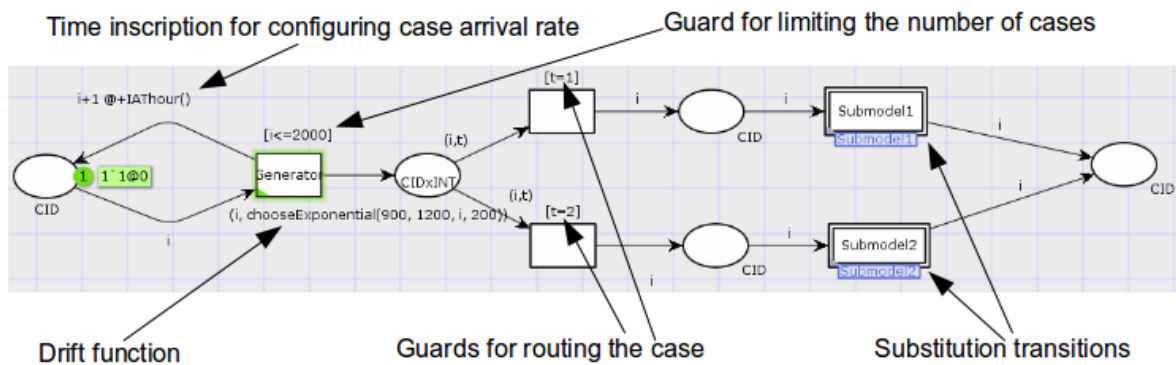 Time inscription for configuring case arrival rate
Guard for limiting the number of cases
i+1 @+IAThour()
[i<=2000]
[t=1]
i
CID
i
Submodel1
Submodel1
i
(i,t)
1 1`1@0
CID
Generator
CIDxINT
CID
i
(i, chooseExponential(900, 1200, i, 200))
(i,t)
[t=2]
i
CID
i
Submodel2
Submodel2
i
Drift function
Guards for routing the case
Substitution transitions